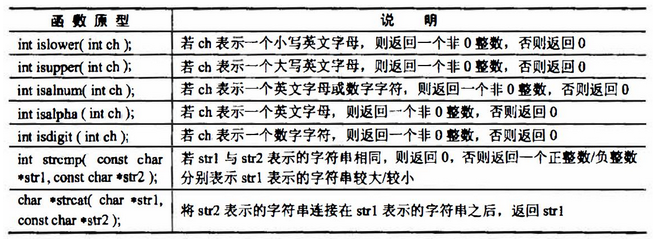 函数原型 说明
int islower( int ch ); 若 ch 表示一个小写英文字母，则返回一个非 0 整数，否则返回 0
int isupper( int ch ); 若 ch 表示一个大写英文字母，则返回一个非 0 整数，否则返回 0
int isalnum( int ch ); 若 ch 表示一个英文字母或数字字符，则返回一个非 0 整数，否则返回 0
int isalpha ( int ch ); 若 ch 表示一个英文字母，则返回一个非 0 整数，否则返回 0
int isdigit ( int ch ); 若 ch 表示一个数字字符，则返回一个非 0 整数，否则返回 0
int strcmp( const char
*str1, const char *str2 );
若 str1 与 str2 表示的字符串相同，则返回 0，否则返回一个正整数/负整数
分别表示 str1 表示的字符串较大/较小
char *strcat( char *str1,
const char *str2 );
将 str2 表示的字符串连接在 str1 表示的字符串之后，返回 str1